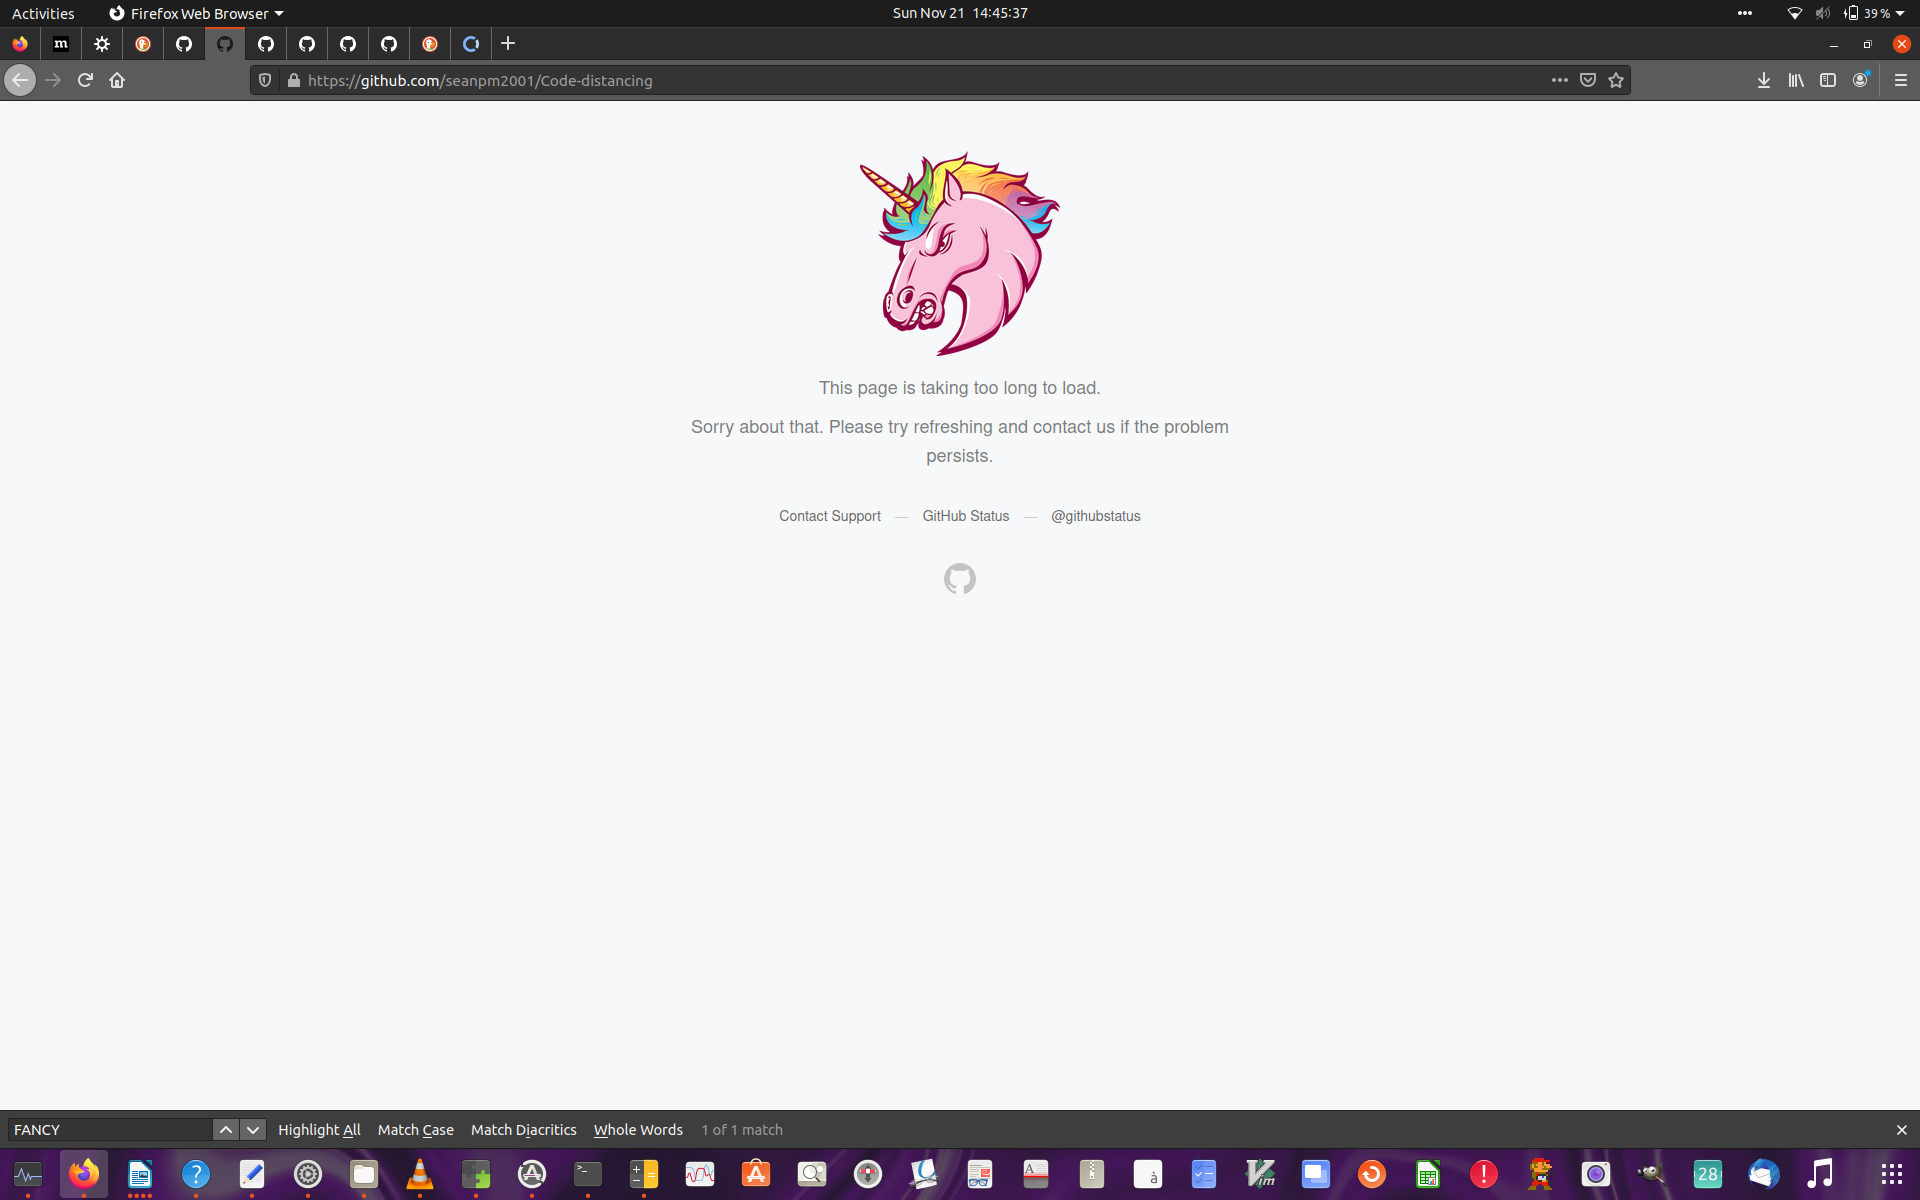 Activities
Firefox Web Browser
Sun Nov 21 14:45:37
39 %
m
https://github.com/seanpm2001/Code-distancing
This page is taking too long to load.
Sorry about that. Please try refreshing and contact us if the problem
persists.
Contact Support — GitHub Status — @githubstatus
FANCY
Highlight All
Match Case
Match Diacritics
Whole Words
1 of 1 match
?
>_
A
à
Vim
!
28